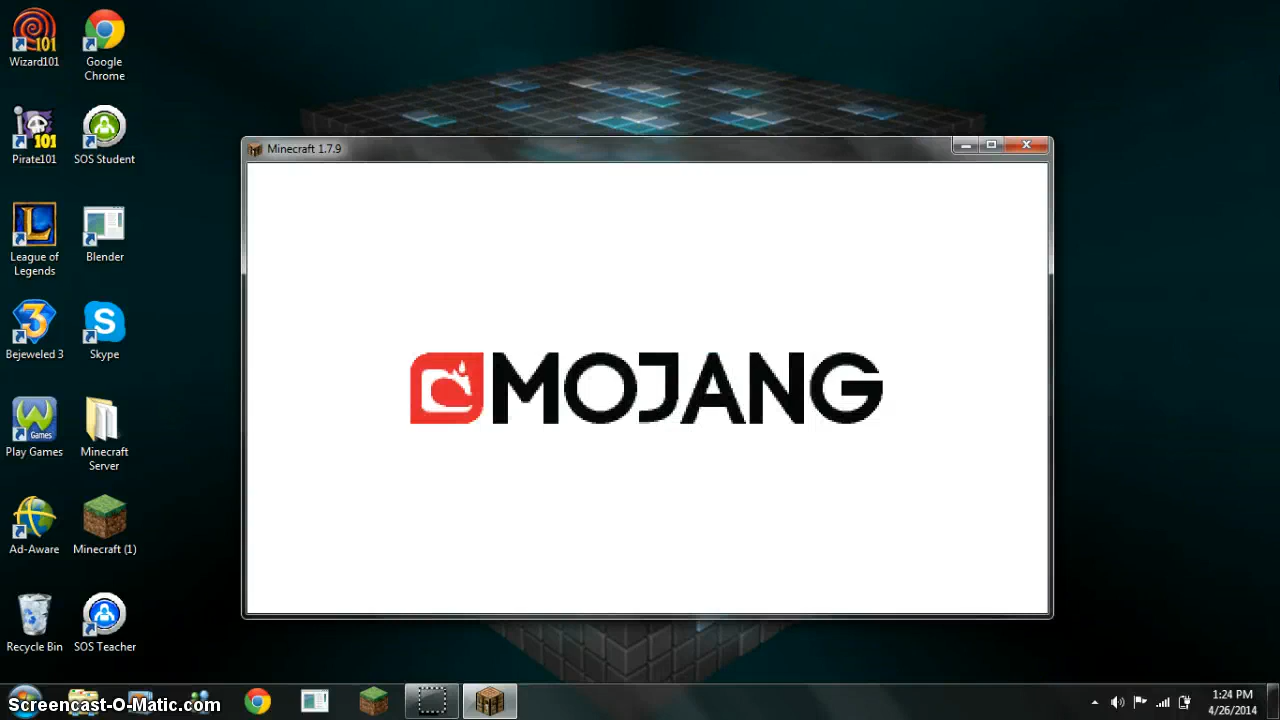 Wizard101
Google
Chrome
Pirate101
SOS Student
League of
Legends
Blender
Bejeweled 3
Skype
Games
Play Games
Minecraft
Server
Ad-Aware
Minecraft (1)
Recycle Bin
SOS Teacher
Minecraft 1.7.9
MOJANG
Screencast-O-Matic.com
1:24 PM
4/26/2014